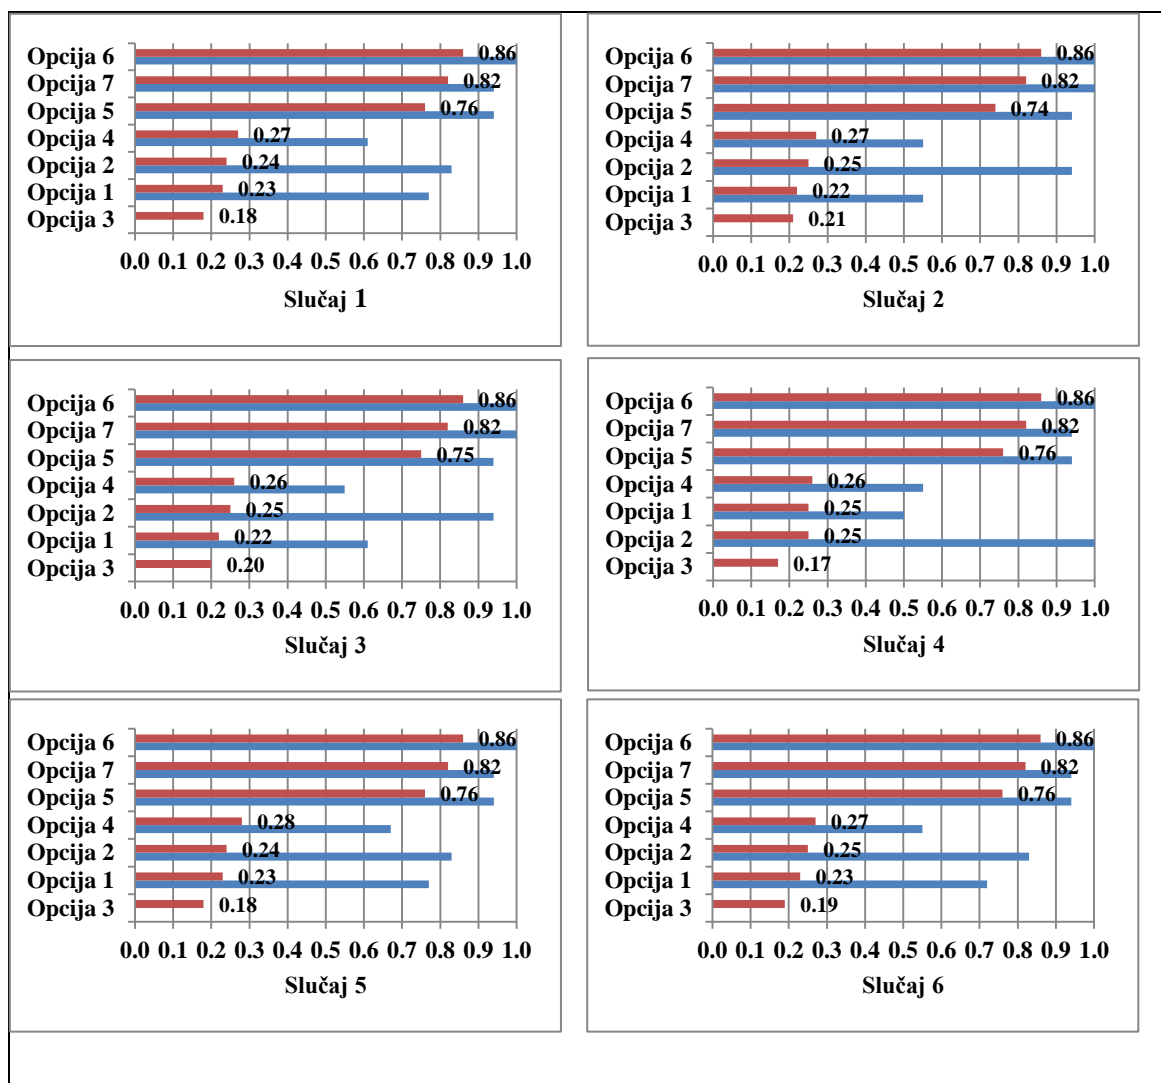 Opcija 6 0.86
Opcija 7 0.82
Opcija 5 0.76
Opcija 4 0.27
Opcija 2 0.24
Opcija 1 0.23
Opcija 3 0.18
0.0 0.1 0.2 0.3 0.4 0.5 0.6 0.7 0.8 0.9 1.0
Slučaj 1
Opcija 6 0.86
Opcija 7 0.82
Opcija 5 0.74
Opcija 4 0.27
Opcija 2 0.25
Opcija 1 0.22
Opcija 3 0.21
0.0 0.1 0.2 0.3 0.4 0.5 0.6 0.7 0.8 0.9 1.0
Slučaj 2
Opcija 6 0.86
Opcija 7 0.82
Opcija 5 0.75
Opcija 4 0.26
Opcija 2 0.25
Opcija 1 0.22
Opcija 3 0.20
0.0 0.1 0.2 0.3 0.4 0.5 0.6 0.7 0.8 0.9 1.0
Slučaj 3
Opcija 6 0.86
Opcija 7 0.82
Opcija 5 0.76
Opcija 4 0.26
Opcija 1 0.25
Opcija 2 0.25
Opcija 3 0.17
0.0 0.1 0.2 0.3 0.4 0.5 0.6 0.7 0.8 0.9 1.0
Slučaj 4
Opcija 6 0.86
Opcija 7 0.82
Opcija 5 0.76
Opcija 4 0.28
Opcija 2 0.24
Opcija 1 0.23
Opcija 3 0.18
0.0 0.1 0.2 0.3 0.4 0.5 0.6 0.7 0.8 0.9 1.0
Slučaj 5
Opcija 6 0.86
Opcija 7 0.82
Opcija 5 0.76
Opcija 4 0.27
Opcija 2 0.25
Opcija 1 0.23
Opcija 3 0.19
0.0 0.1 0.2 0.3 0.4 0.5 0.6 0.7 0.8 0.9 1.0
Slučaj 6